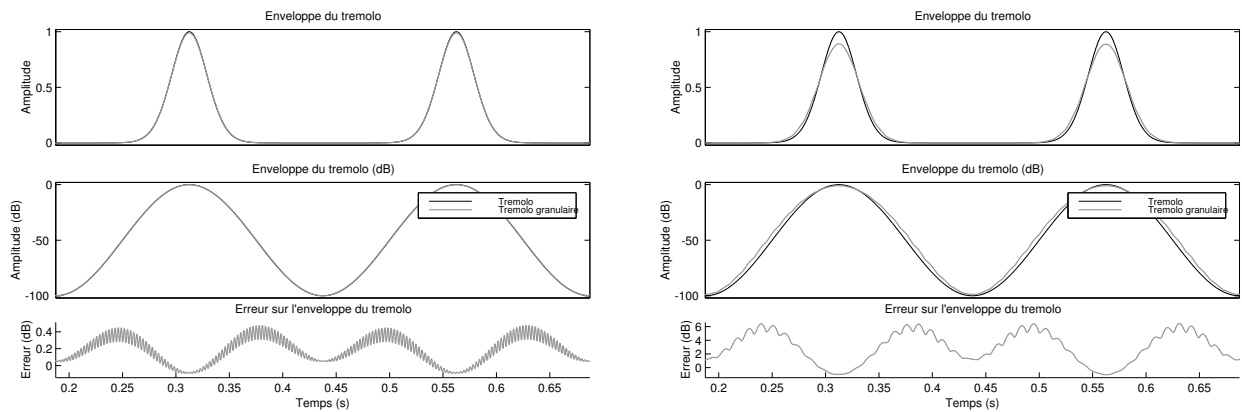 Enveloppe du tremolo
1
0.5
0
Amplitude
Enveloppe du tremolo (dB)
0
-50
-100
Amplitude (dB)
Tremolo
Tremolo granulaire
Erreur sur l'enveloppe du tremolo
0.4
0.2
0
Erreur (dB)
0.2 0.25 0.3 0.35 0.4 0.45 0.5 0.55 0.6 0.65
Temps (s)
Enveloppe du tremolo
1
0.5
0
Amplitude
Enveloppe du tremolo (dB)
0
-50
-100
Amplitude (dB)
Tremolo
Tremolo granulaire
Erreur sur l'enveloppe du tremolo
6
4
2
0
Erreur (dB)
0.2 0.25 0.3 0.35 0.4 0.45 0.5 0.55 0.6 0.65
Temps (s)